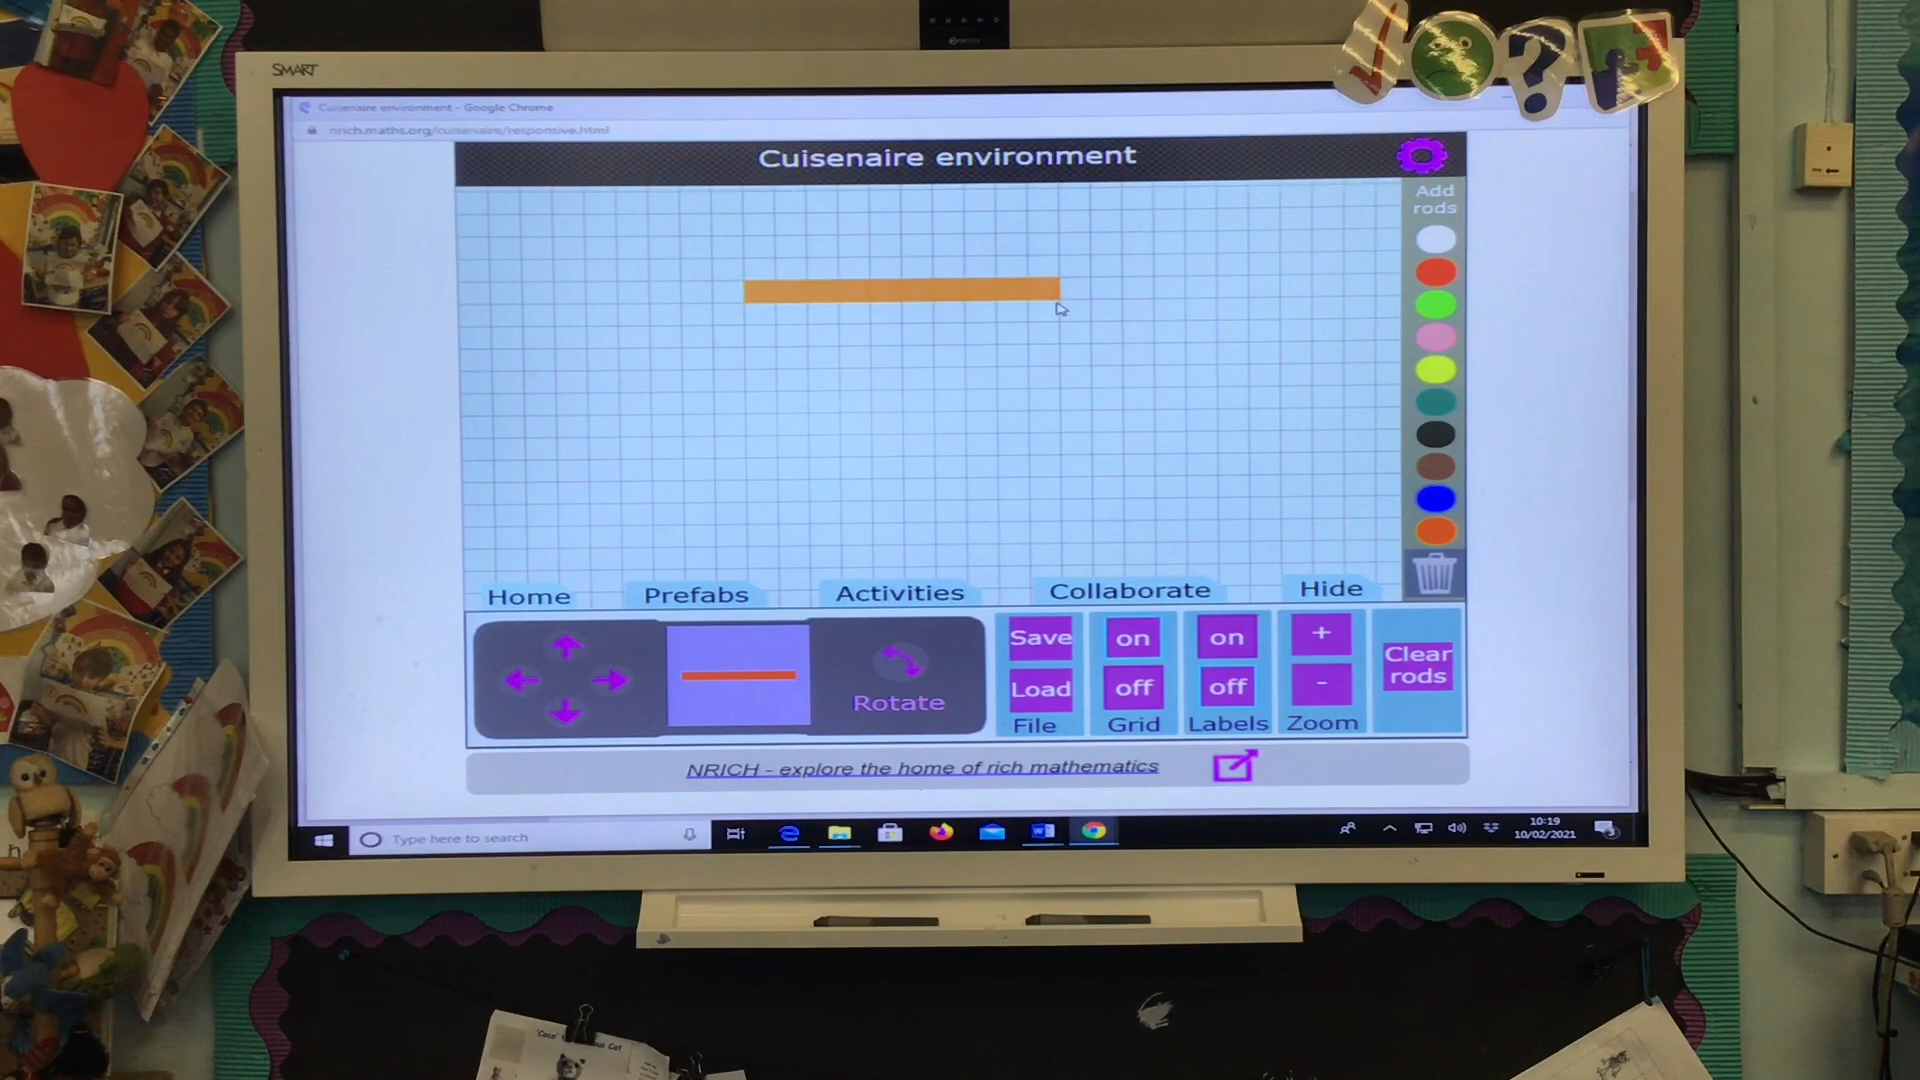 SMART
Cuisenaire environment - Google Chrome
nrich.maths.org/cuisenaire/responsive.html
Cuisenaire environment
Add
rods
Home Prefabs Activities Collaborate Hide
Rotate
Save
Load
File
on
off
Grid
on
off
Labels
+
-
Zoom
Clear
rods
NRICH - explore the home of rich mathematics
Type here to search
10:19
10/02/2021
3
?
Cat